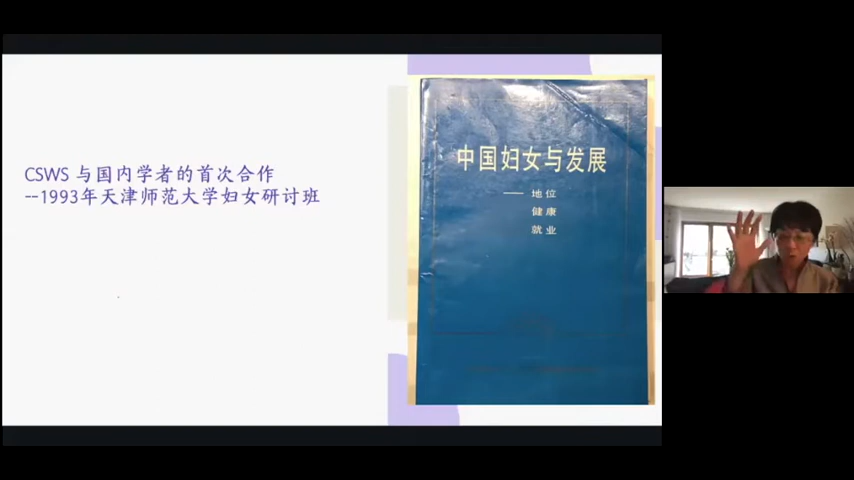 CSWS 与国内学者的首次合作
--1993年天津师范大学妇女研讨班
中国妇女与发展
—— 地位
健康
就业